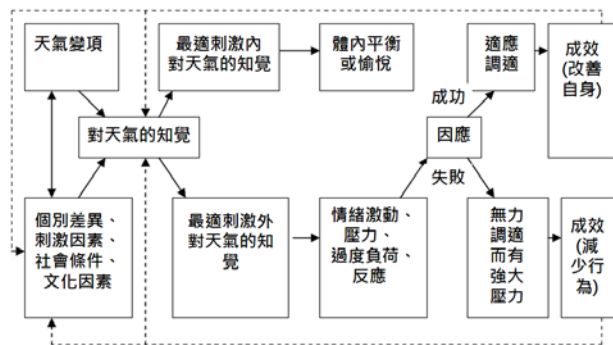 天氣變項
最適刺激內
對天氣的知覺
體內平衡
或愉悅
適應
調適
成效
(改善
自身)
成功
對天氣的知覺
因應
失敗
個別差異、
刺激因素、
社會條件、
文化因素
最適刺激外
對天氣的知
覺
情緒激動、
壓力、
過度負荷、
反應
無力
調適
而有
強大
壓力
成效
(減
少行
為)